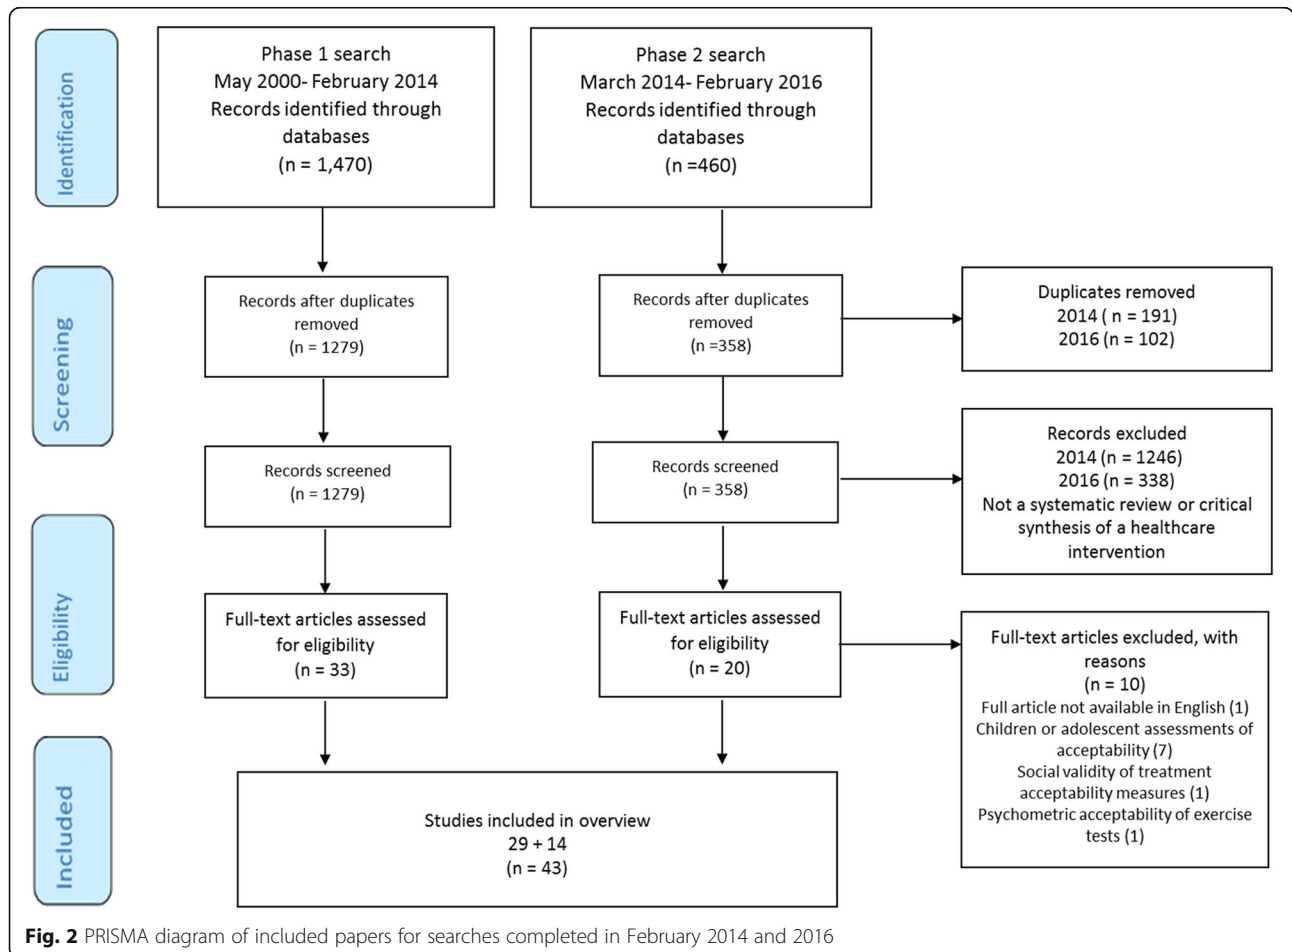 Identification
Phase 1 search
May 2000- February 2014
Records identified through
databases
(n = 1,470)
Phase 2 search
March 2014- February 2016
Records identified through
databases
(n =460)
Screening
Records after duplicates
removed
(n = 1279)
Records after duplicates
removed
(n =358)
Duplicates removed
2014 ( n = 191)
2016 (n = 102)
Records screened
(n = 1279)
Records screened
(n = 358)
Records excluded
2014 (n = 1246)
2016 (n = 338)
Not a systematic review or critical
synthesis of a healthcare
intervention
Eligibility
Full-text articles assessed
for eligibility
(n = 33)
Full-text articles assessed
for eligibility
(n = 20)
Full-text articles excluded, with
reasons
(n = 10)
Full article not available in English (1)
Children or adolescent assessments of
acceptability (7)
Social validity of treatment
acceptability measures (1)
Psychometric acceptability of exercise
tests (1)
Included
Studies included in overview
29 + 14
(n = 43)
Fig. 2 PRISMA diagram of included papers for searches completed in February 2014 and 2016